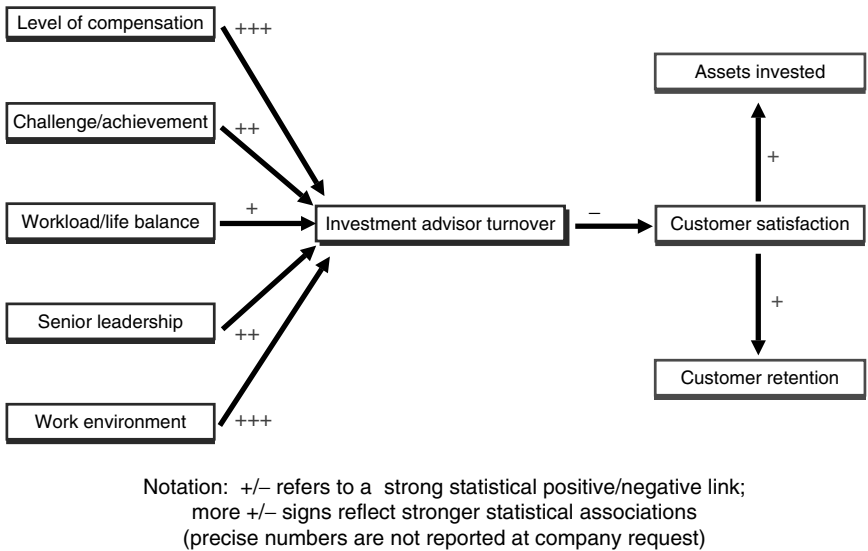 Level of compensation
+++
Assets invested
Challenge/achievement
++
+
Workload/life balance
+
Investment advisor turnover
–
Customer satisfaction
+
Senior leadership
++
Customer retention
Work environment
+++
Notation: +/– refers to a strong statistical positive/negative link;
more +/– signs reflect stronger statistical associations
(precise numbers are not reported at company request)